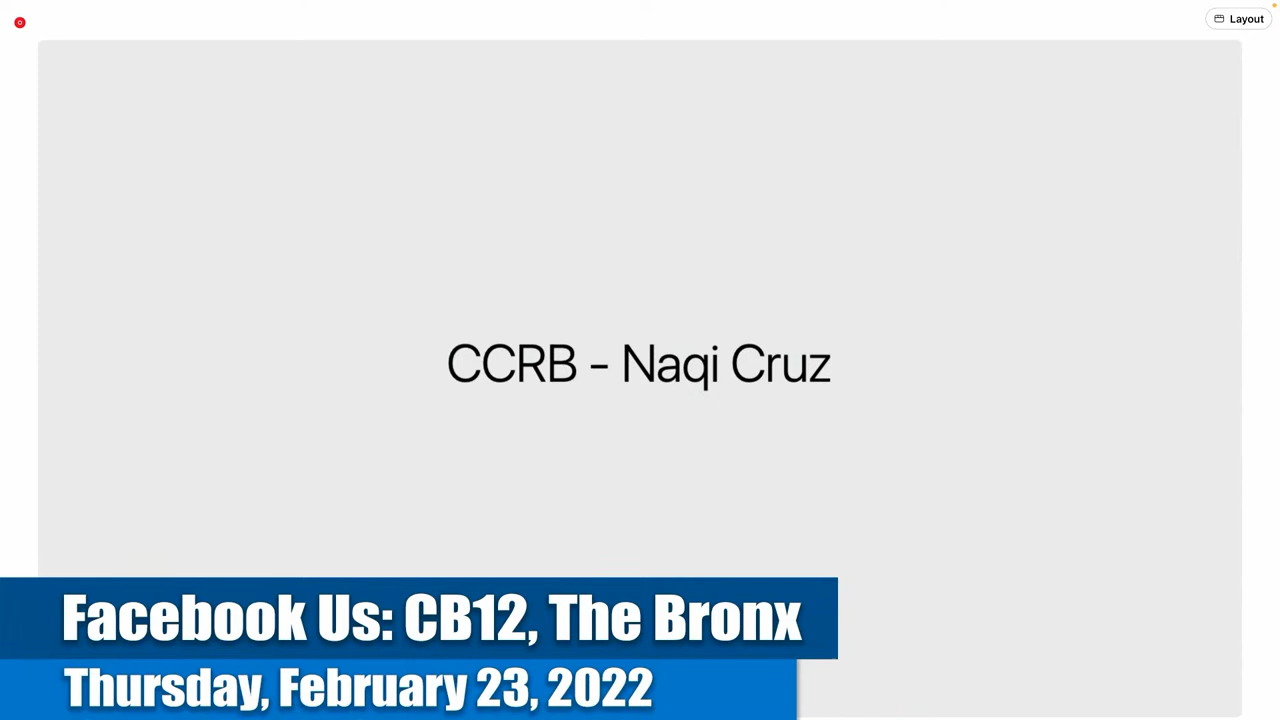 Layout
CCRB - Naqi Cruz
Facebook Us: CB12, The Bronx
Thursday, February 23, 2022